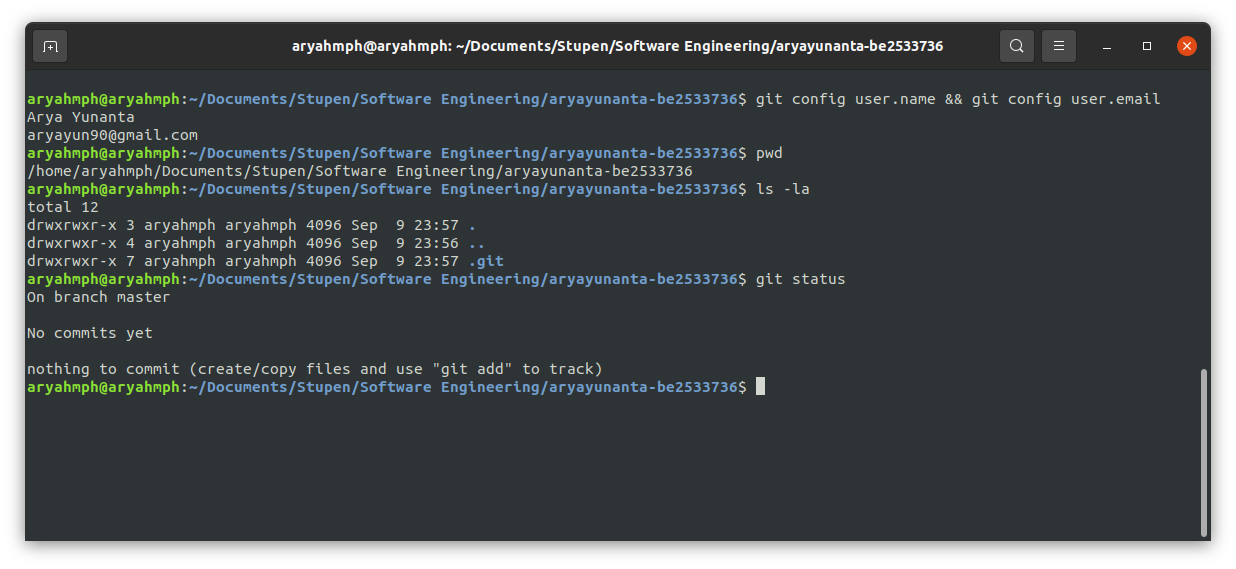 aryahmph@aryahmph: ~/Documents/Stupen/Software Engineering/aryayunanta-be2533736
aryahmph@aryahmph:~/Documents/Stupen/Software Engineering/aryayunanta-be2533736$ git config user.name && git config user.email
Arya Yunanta
aryayun90@gmail.com
aryahmph@aryahmph:~/Documents/Stupen/Software Engineering/aryayunanta-be2533736$ pwd
/home/aryahmph/Documents/Stupen/Software Engineering/aryayunanta-be2533736
aryahmph@aryahmph:~/Documents/Stupen/Software Engineering/aryayunanta-be2533736$ ls -la
total 12
drwxrwxr-x 3 aryahmph aryahmph 4096 Sep  9 23:57 .
drwxrwxr-x 4 aryahmph aryahmph 4096 Sep  9 23:56 ..
drwxrwxr-x 7 aryahmph aryahmph 4096 Sep  9 23:57 .git
aryahmph@aryahmph:~/Documents/Stupen/Software Engineering/aryayunanta-be2533736$ git status
On branch master
No commits yet
nothing to commit (create/copy files and use "git add" to track)
aryahmph@aryahmph:~/Documents/Stupen/Software Engineering/aryayunanta-be2533736$